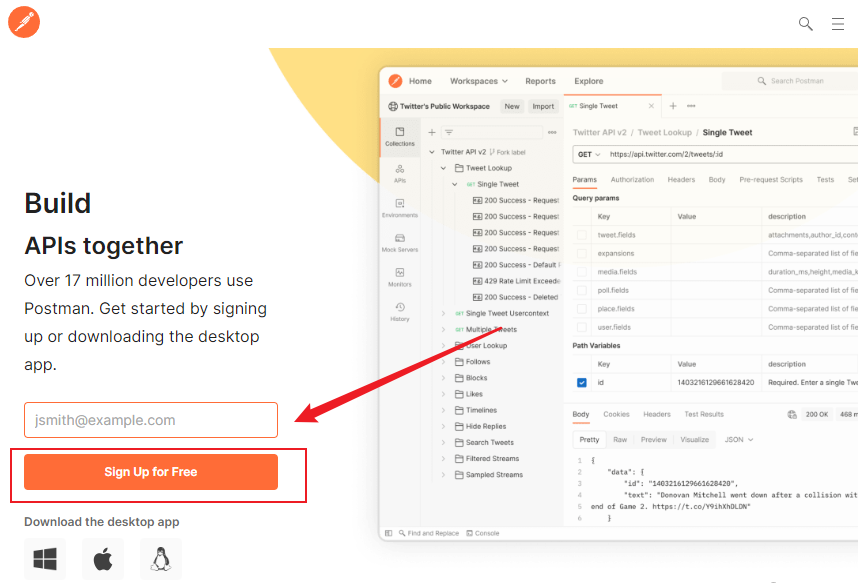 Home Workspaces Reports Explore Search Postman
Twitter's Public Workspace New Import GET Single Tweet
Collections
APIs
Environments
Mock Servers
Monitors
History
Twitter API v2 Fork label
Tweet Lookup
GET Single Tweet
200 Success - Request
200 Success - Request
200 Success - Request
200 Success - Request
200 Success - Default
429 Rate Limit Exceede
200 Success - Deleted
GET Single Tweet Usercontext
GET Multiple Tweets
User Lookup
Follows
Blocks
Likes
Timelines
Hide Replies
Search Tweets
Filtered Streams
Sampled Streams
Twitter API v2 / Tweet Lookup / Single Tweet
GET https://api.twitter.com/2/tweets/:id
Params Authorization Headers Body Pre-request Scripts Tests Set
Query params
Key Value description
tweet.fields attachments,author_id,cont
expansions Comma-separated list of fie
media.fields duration_ms,height,media_k
poll.fields Comma-separated list of fie
place.fields Comma-separated list of fie
user.fields Comma-separated list of fie
Path Variables
Key Value description
id 1403216129661628420 Required. Enter a single Twe
Body Cookies Headers Test Results 200 OK 468 m
Pretty Raw Preview Visualize JSON
1 {
2 "data": {
3 "id": "1403216129661628420",
4 "text": "Donovan Mitchell went down after a collision wit
5 end of Game 2. https://t.co/Y9ihXhDLDN"
6 }
Find and Replace Console
Build
APIs together
Over 17 million developers use
Postman. Get started by signing
up or downloading the desktop
app.
jsmith@example.com
Sign Up for Free
Download the desktop app